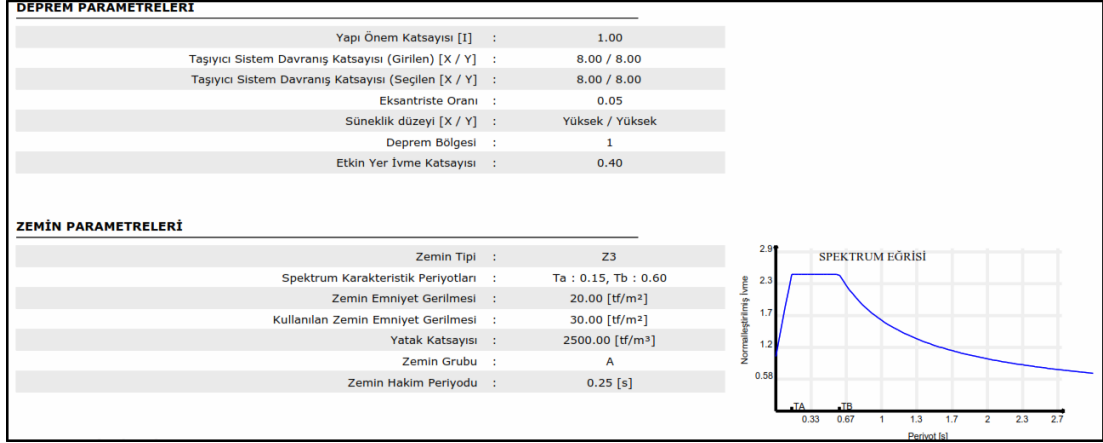 DEPREM PARAMETRELERİ
Yapı Önem Katsayısı [I] : 1.00
Taşıyıcı Sistem Davranış Katsayısı (Girilen) [X / Y] : 8.00 / 8.00
Taşıyıcı Sistem Davranış Katsayısı (Seçilen [X / Y] : 8.00 / 8.00
Eksantriste Oranı : 0.05
Süneklik düzeyi [X / Y] : Yüksek / Yüksek
Deprem Bölgesi : 1
Etkin Yer İvme Katsayısı : 0.40
ZEMİN PARAMETRELERİ
Zemin Tipi : Z3
Spektrum Karakteristik Periyotları : Ta : 0.15, Tb : 0.60
Zemin Emniyet Gerilmesi : 20.00 [tf/m²]
Kullanılan Zemin Emniyet Gerilmesi : 30.00 [tf/m²]
Yatak Katsayısı : 2500.00 [tf/m³]
Zemin Grubu : A
Zemin Hakim Periyodu : 0.25 [s]
SPEKTRUM EĞRİSİ
Normalleştirilmiş İvme
2.9
2.3
1.7
1.2
0.58
TA TB
0.33 0.67 1 1.3 1.7 2 2.3 2.7
Periyot [s]